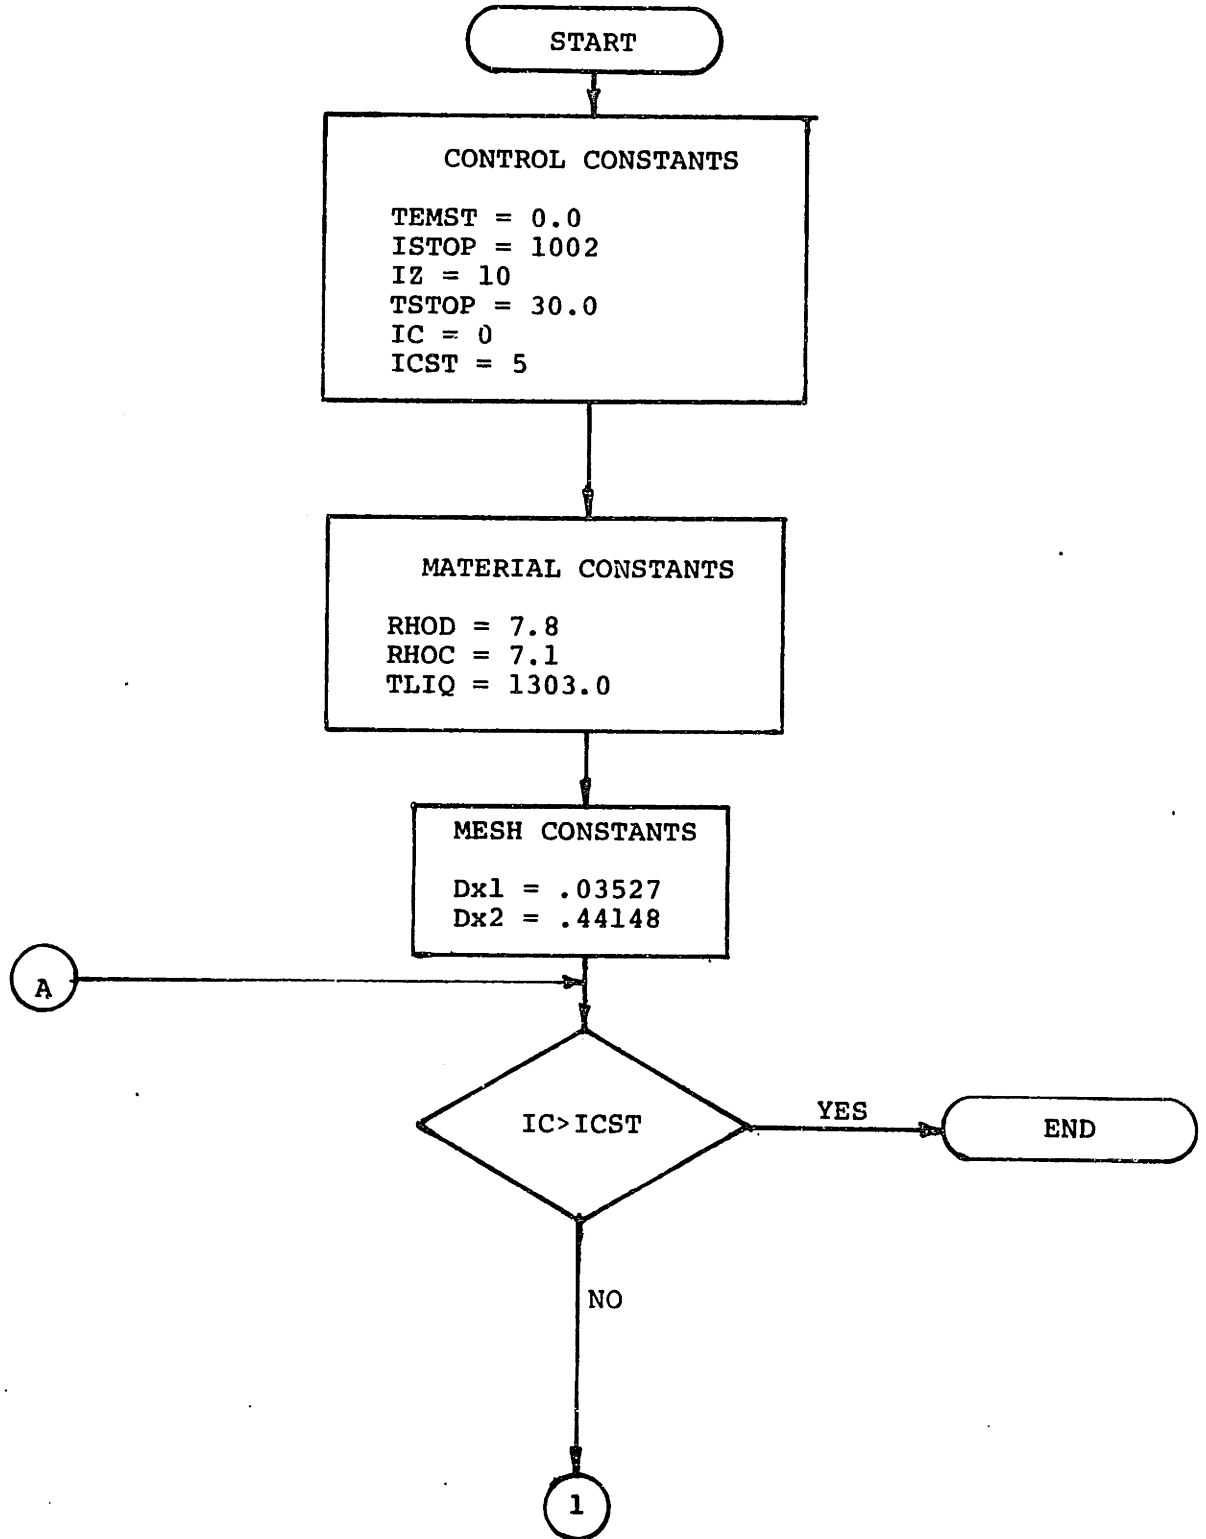 START
CONTROL CONSTANTS
TEMST = 0.0
ISTOP = 1002
IZ = 10
TSTOP = 30.0
IC = 0
ICST = 5
MATERIAL CONSTANTS
RHOD = 7.8
RHOC = 7.1
TLIQ = 1303.0
MESH CONSTANTS
Dx1 = .03527
Dx2 = .44148
A
IC>ICST
YES
END
NO
1